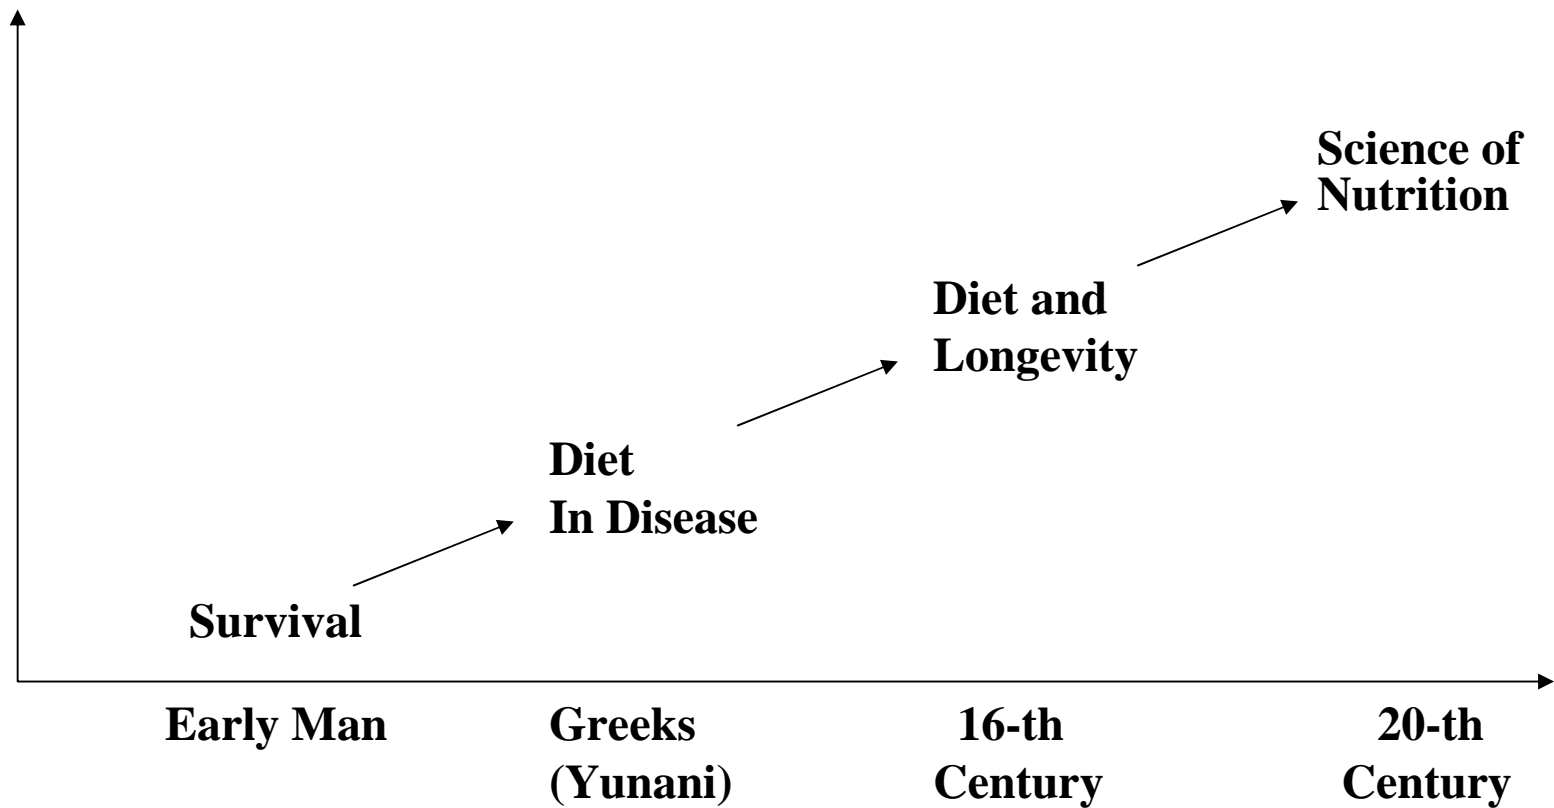 Science of
Nutrition
Diet and
Longevity
Diet
In Disease
Survival
Early Man
Greeks
(Yunani)
16-th
Century
20-th
Century